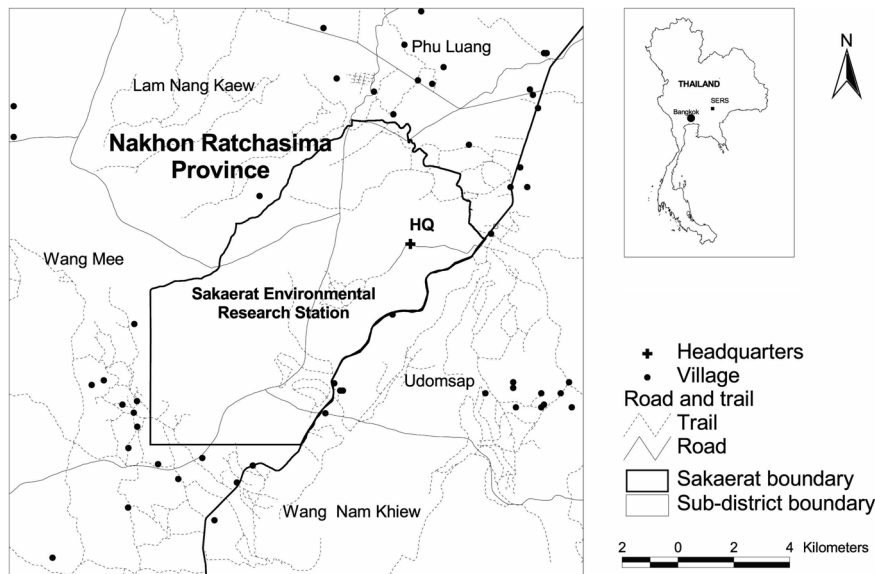 Phu Luang
Lam Nang Kaew
Nakhon Ratchasima
Province
HQ
Wang Mee
Sakaerat Environmental
Research Station
Udomsap
Wang Nam Khiew
THAILAND
SERS
Bangkok
N
Headquarters
Village
Road and trail
Trail
Road
Sakaerat boundary
Sub-district boundary
2 0 2 4 Kilometers